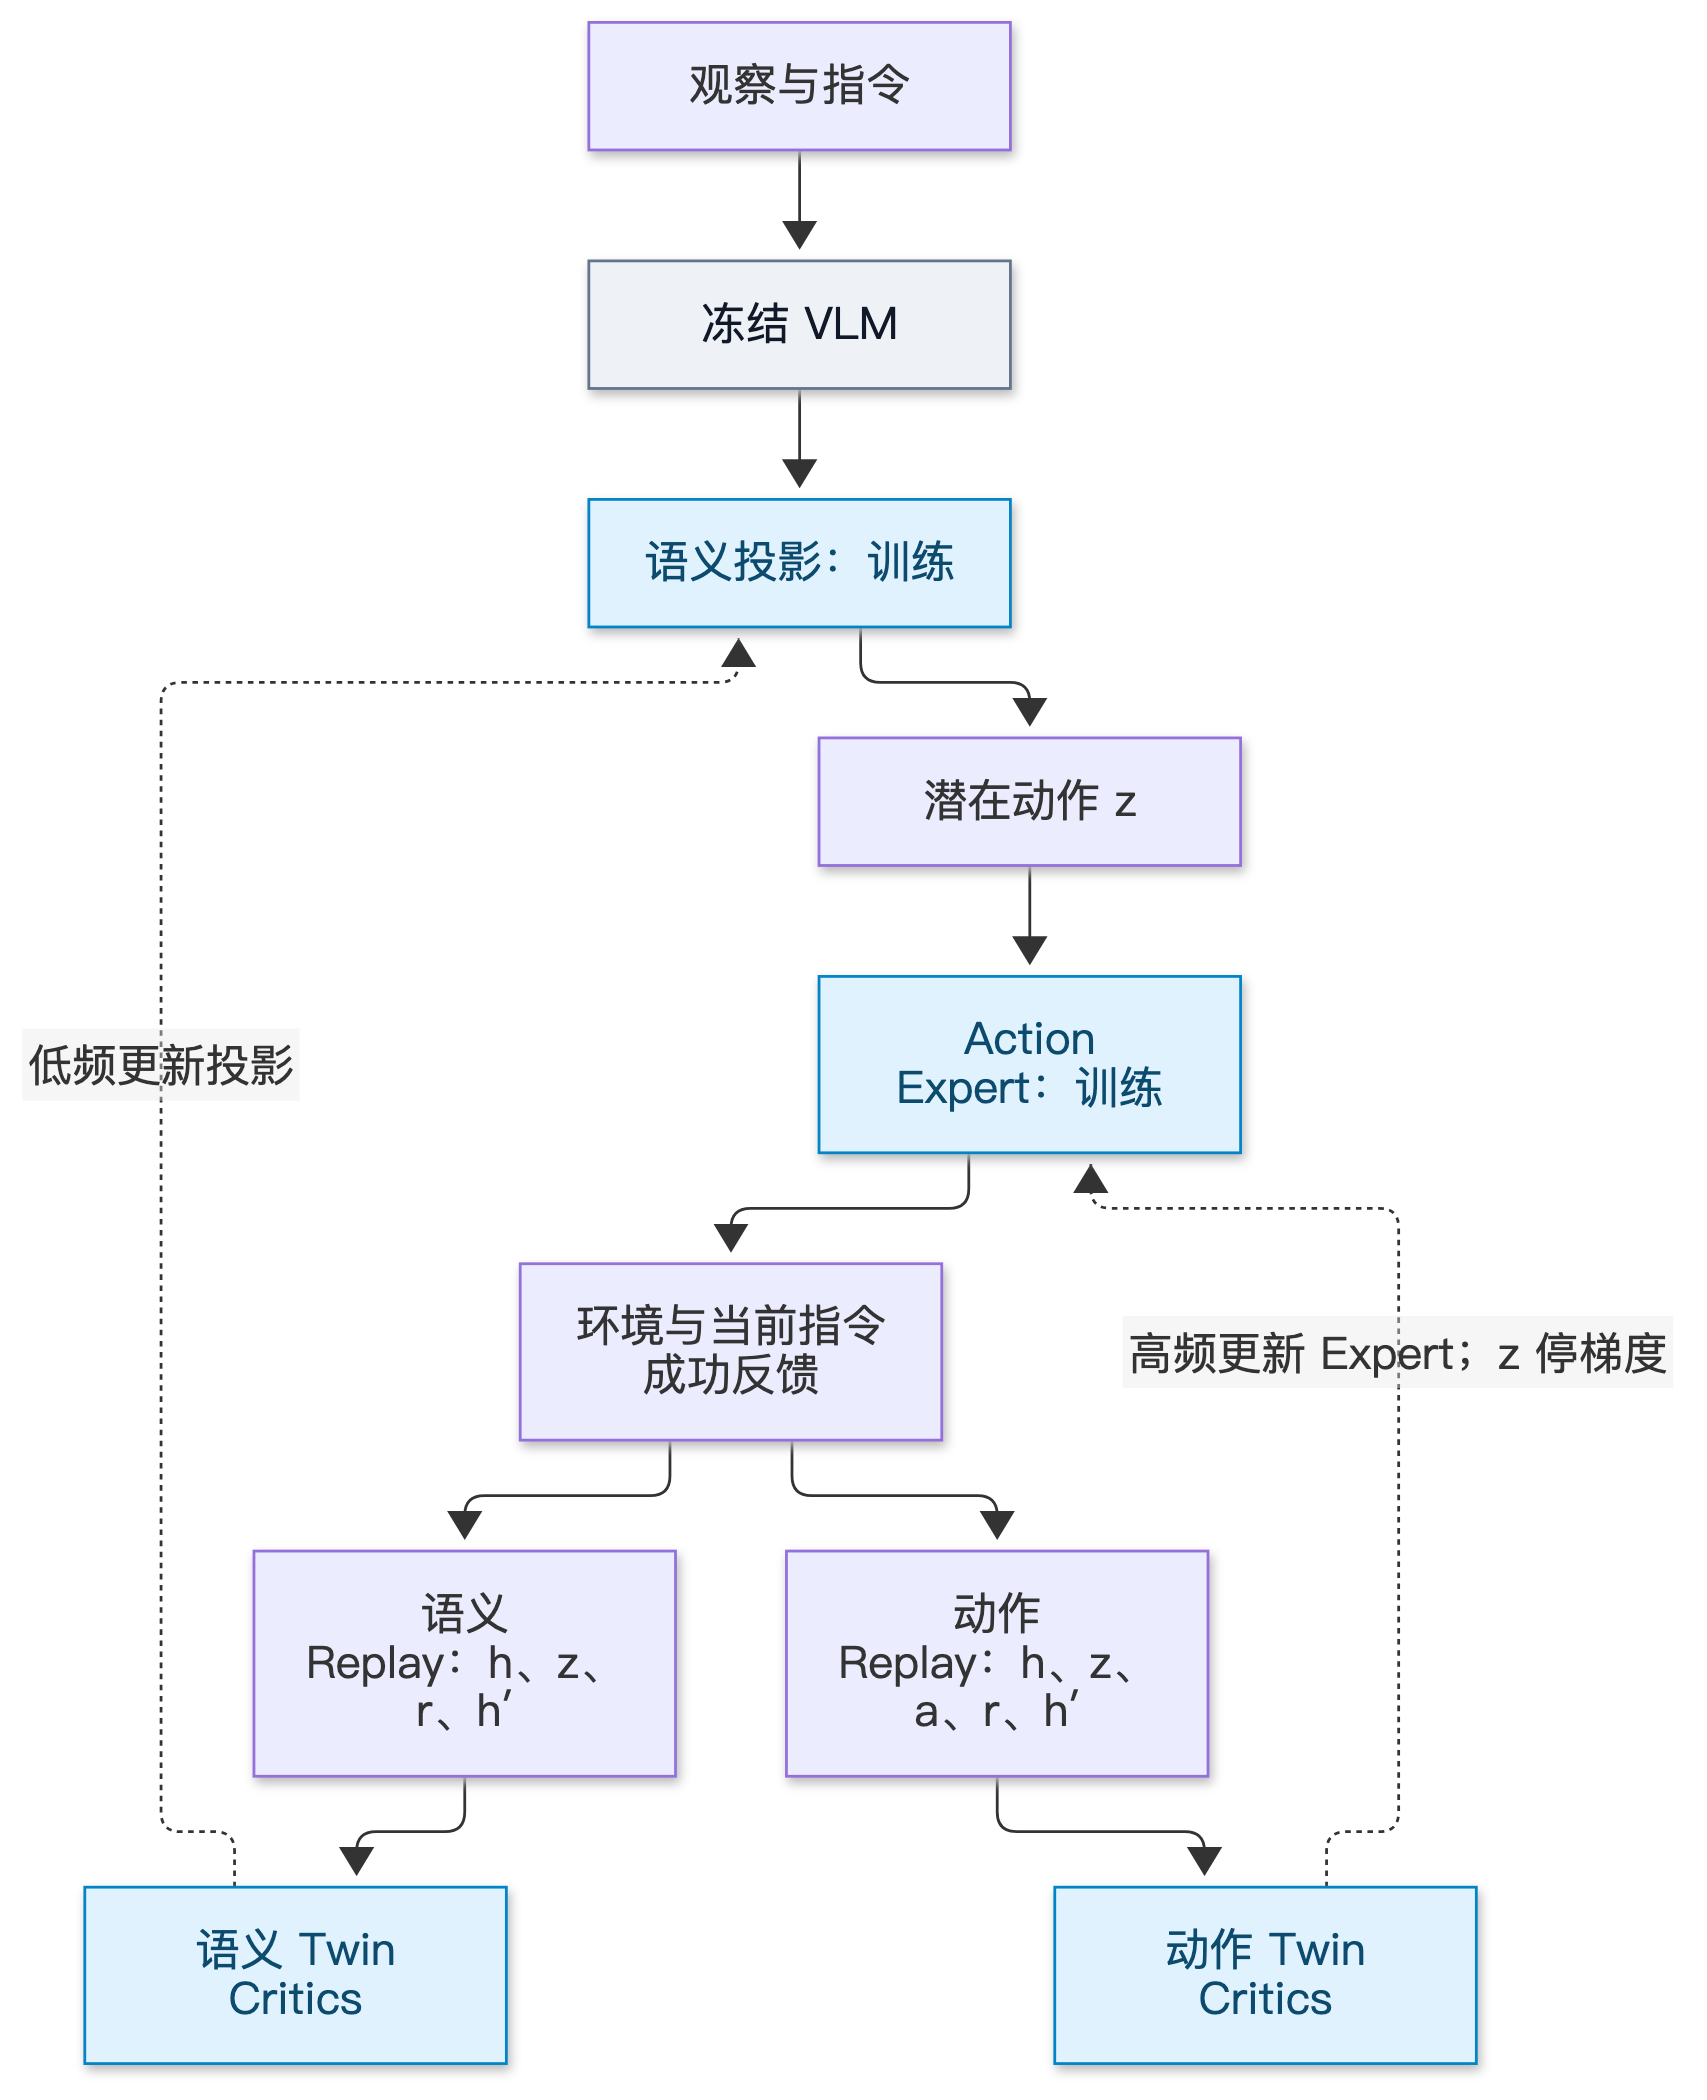 观察与指令
冻结 VLM
语义投影：训练
潜在动作 z
低频更新投影
Action
Expert：训练
环境与当前指令
成功反馈
高频更新 Expert；z 停梯度
语义
Replay：h、z、
r、h′
动作
Replay：h、z、
a、r、h′
语义 Twin
Critics
动作 Twin
Critics